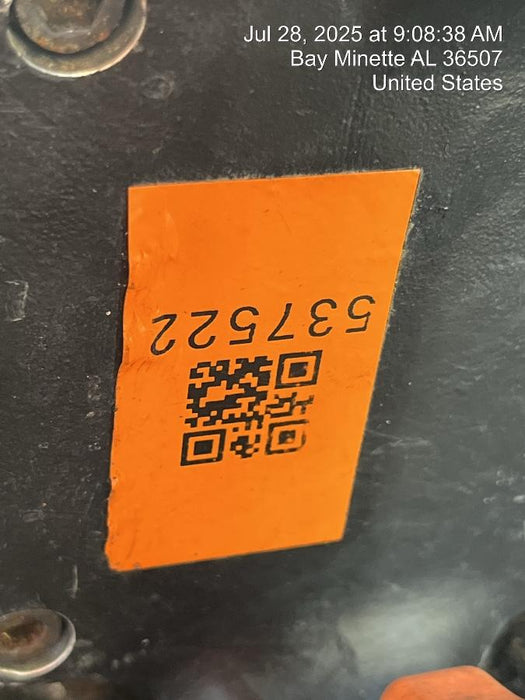 Jul 28, 2025 at 9:08:38 AM
Bay Minette AL 36507
United States
537522